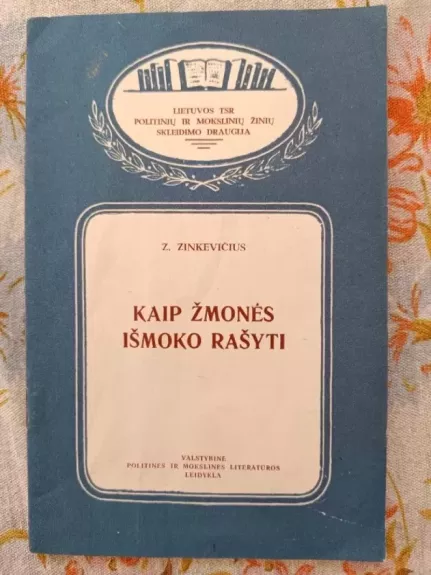 LIETUVOS TSR
POLITINIŲ IR MOKSLINIŲ ŽINIŲ
SKLEIDIMO DRAUGIJA
Z. ZINKEVIČIUS
KAIP ŽMONĖS
IŠMOKO RAŠYTI
VALSTYBINĖ
POLITINĖS IR MOKSLINĖS LITERATŪROS
LEIDYKLA